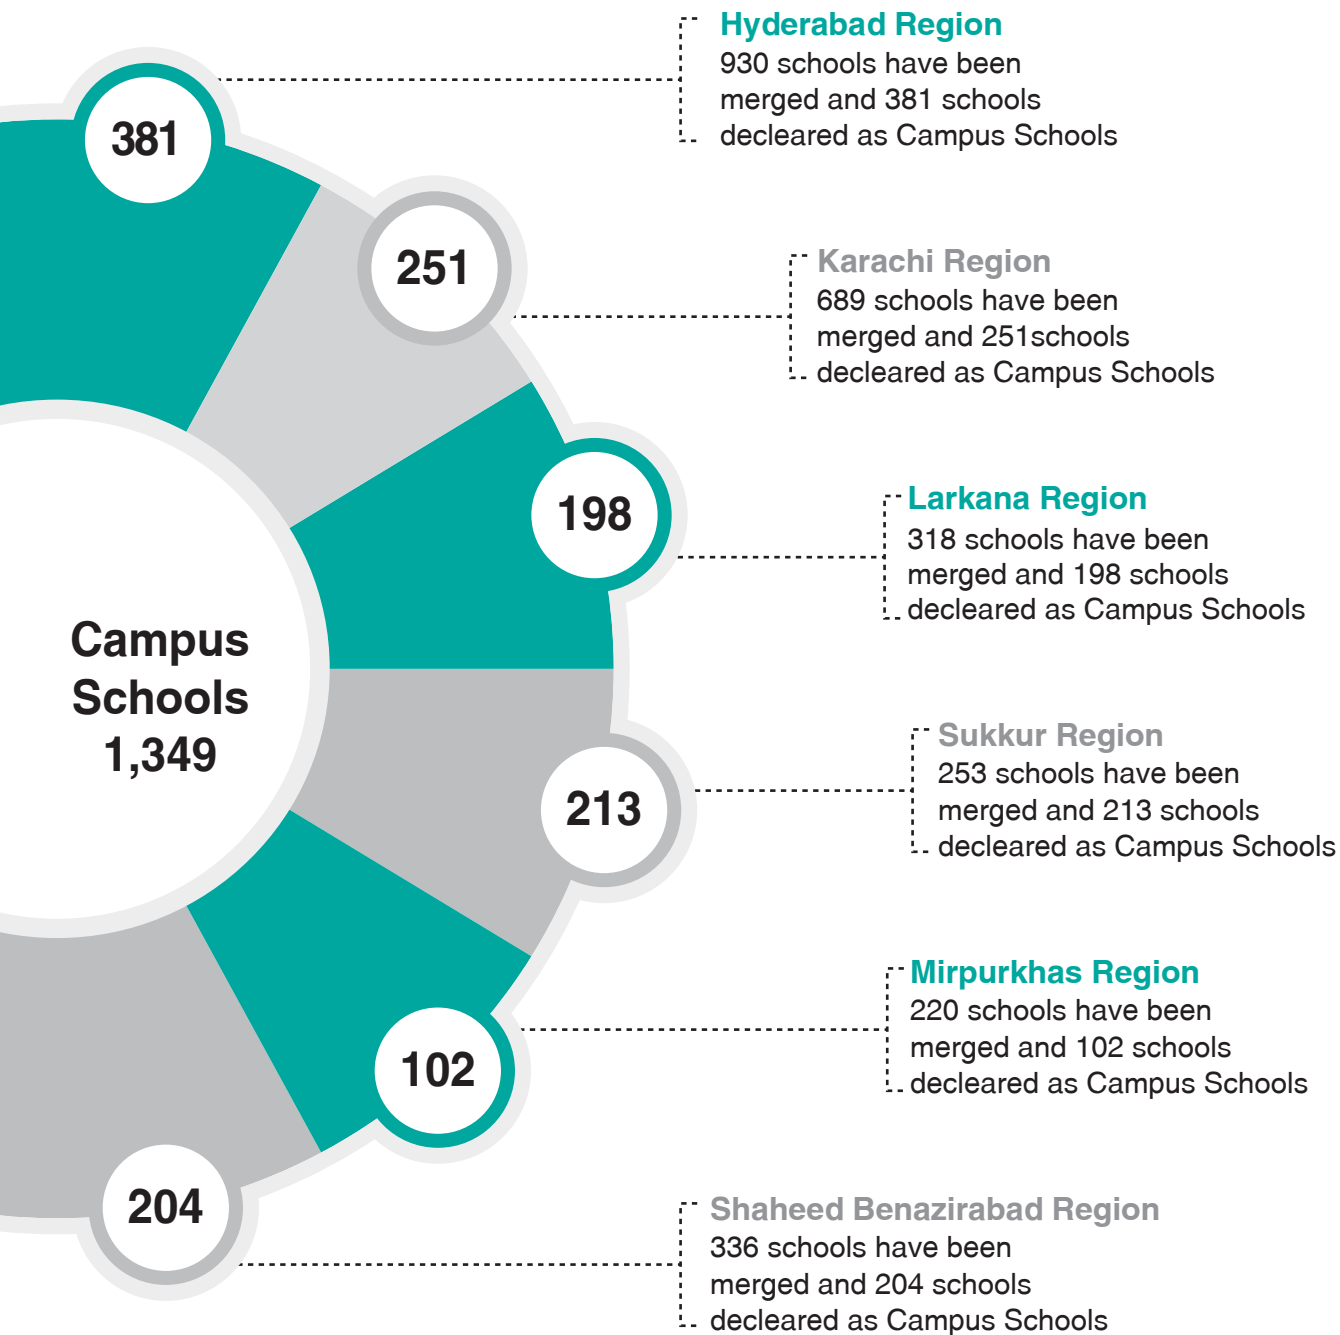 Hyderabad Region
930 schools have been
merged and 381 schools
decleared as Campus Schools
381
Karachi Region
689 schools have been
merged and 251schools
decleared as Campus Schools
251
Larkana Region
318 schools have been
merged and 198 schools
decleared as Campus Schools
198
Campus
Schools
1,349
Sukkur Region
253 schools have been
merged and 213 schools
decleared as Campus Schools
213
Mirpurkhas Region
220 schools have been
merged and 102 schools
decleared as Campus Schools
102
Shaheed Benazirabad Region
336 schools have been
merged and 204 schools
decleared as Campus Schools
204